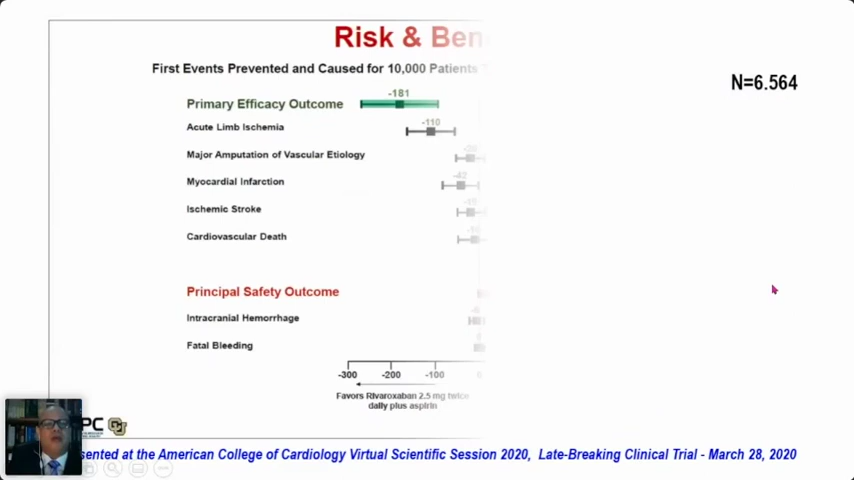 Risk & Ben
First Events Prevented and Caused for 10,000 Patients
N=6.564
-181
Primary Efficacy Outcome
-110
Acute Limb Ischemia
Major Amputation of Vascular Etiology
-42
Myocardial Infarction
Ischemic Stroke
Cardiovascular Death
Principal Safety Outcome
Intracranial Hemorrhage
Fatal Bleeding
-300 -200 -100 0
Favors Rivaroxaban 2.5 mg twice
daily plus aspirin
PC
sented at the American College of Cardiology Virtual Scientific Session 2020, Late-Breaking Clinical Trial - March 28, 2020